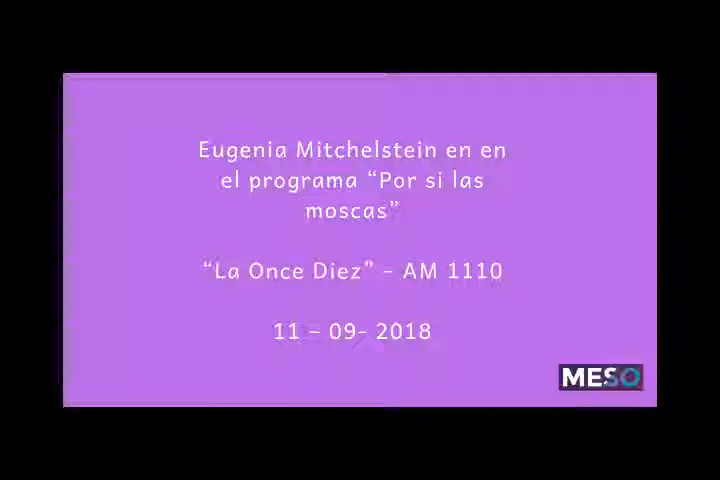 Eugenia Mitchelstein en en
el programa “Por si las
moscas”
“La Once Diez” - AM 1110
11 - 09- 2018
MESO